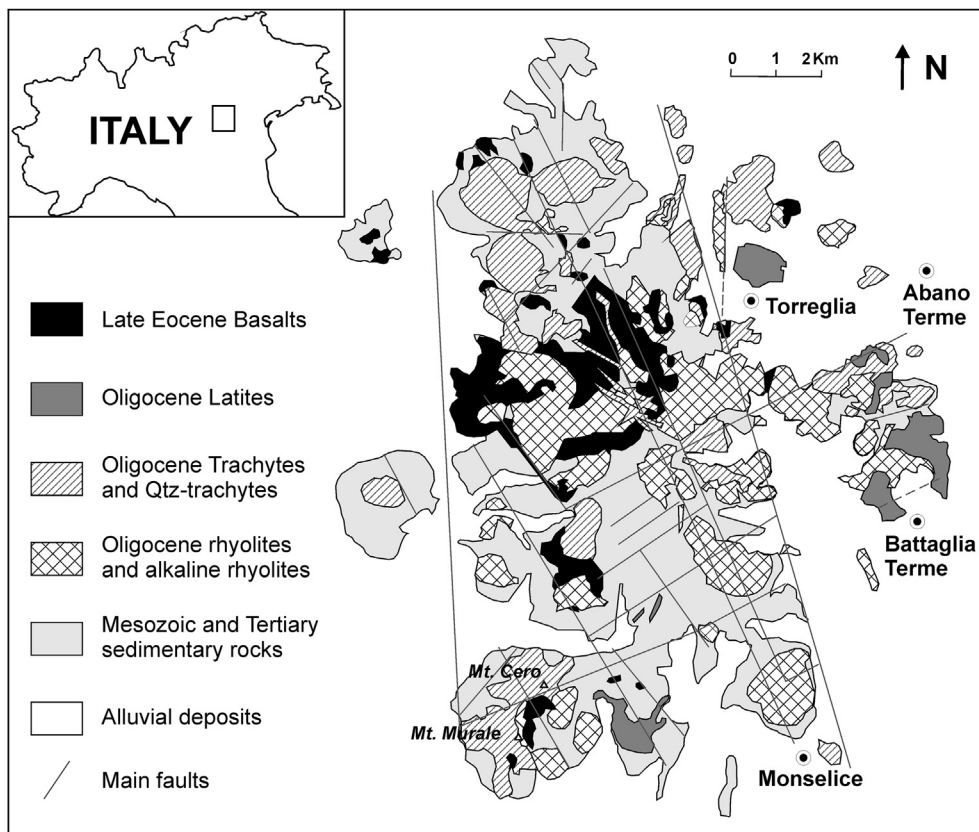 ITALY
0 1 2 Km
N
Late Eocene Basalts
Oligocene Latites
Oligocene Trachytes
and Qtz-trachytes
Oligocene rhyolites
and alkaline rhyolites
Mesozoic and Tertiary
sedimentary rocks
Alluvial deposits
Main faults
Torreglia
Abano
Terme
Battaglia
Terme
Mt. Cero
Mt. Murale
Monselice